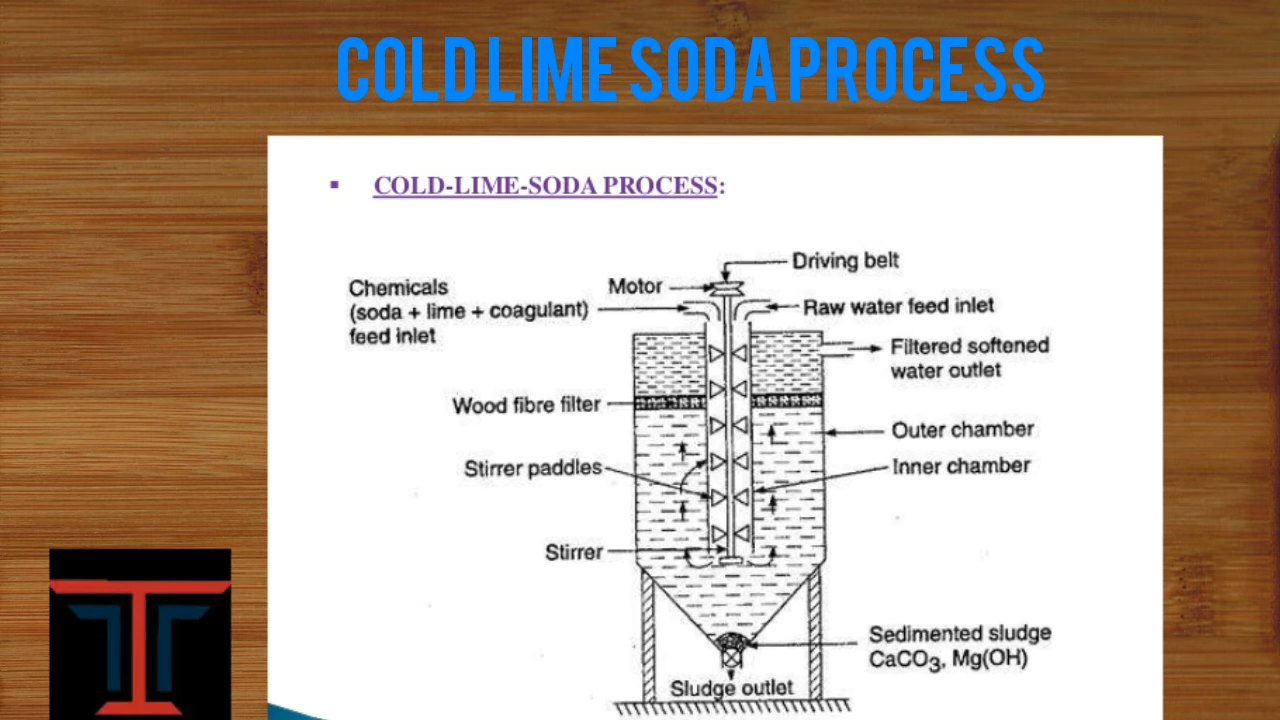 COLD LIME SODA PROCESS
▪ COLD-LIME-SODA PROCESS:
Driving belt
Motor
Chemicals
(soda + lime + coagulant)
feed inlet
Raw water feed inlet
Filtered softened
water outlet
Wood fibre filter
Outer chamber
Stirrer paddles
Inner chamber
Stirrer
Sedimented sludge
CaCO3, Mg(OH)
Sludge outlet